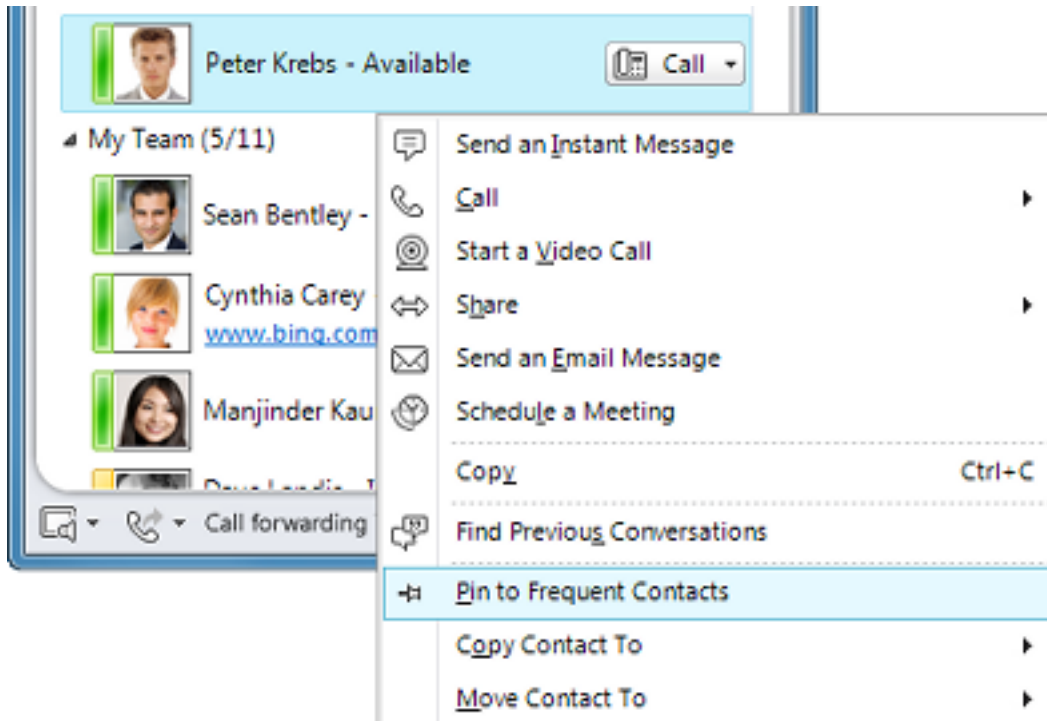 Peter Krebs - Available
Call
My Team (5/11)
Sean Bentley -
Cynthia Carey
www.bing.com
Manjinder Kau
Call forwarding
Send an Instant Message
Call
Start a Video Call
Share
Send an Email Message
Schedule a Meeting
Copy Ctrl+C
Find Previous Conversations
Pin to Frequent Contacts
Copy Contact To
Move Contact To